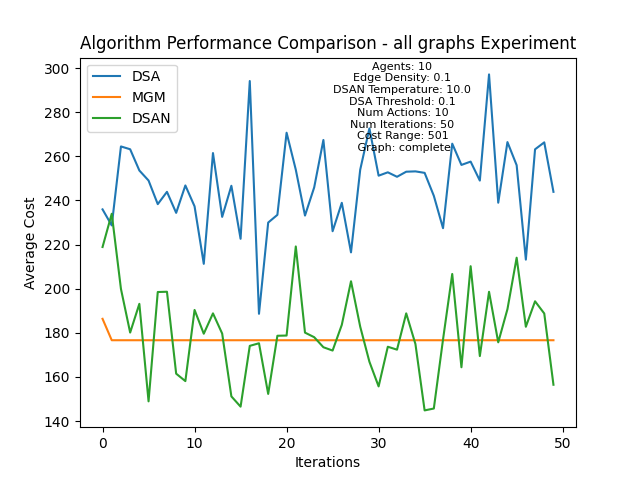 Algorithm Performance Comparison - all graphs Experiment
300
280
260
240
220
200
180
160
140
Average Cost
DSA
MGM
DSAN
Agents: 10
Edge Density: 0.1
DSAN Temperature: 10.0
DSA Threshold: 0.1
Num Actions: 10
Num Iterations: 50
Cost Range: 501
Graph: complete
0 10 20 30 40 50
Iterations